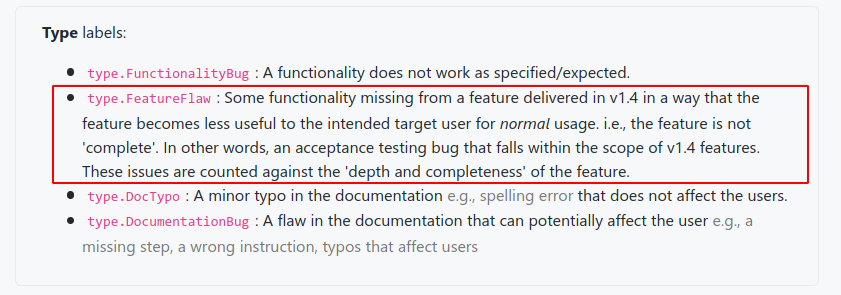 Type labels:
type.FunctionalityBug : A functionality does not work as specified/expected.
type.FeatureFlaw : Some functionality missing from a feature delivered in v1.4 in a way that the
feature becomes less useful to the intended target user for normal usage. i.e., the feature is not
'complete'. In other words, an acceptance testing bug that falls within the scope of v1.4 features.
These issues are counted against the 'depth and completeness' of the feature.
type.DocTypo : A minor typo in the documentation e.g., spelling error that does not affect the users.
type.DocumentationBug : A flaw in the documentation that can potentially affect the user e.g., a
missing step, a wrong instruction, typos that affect users